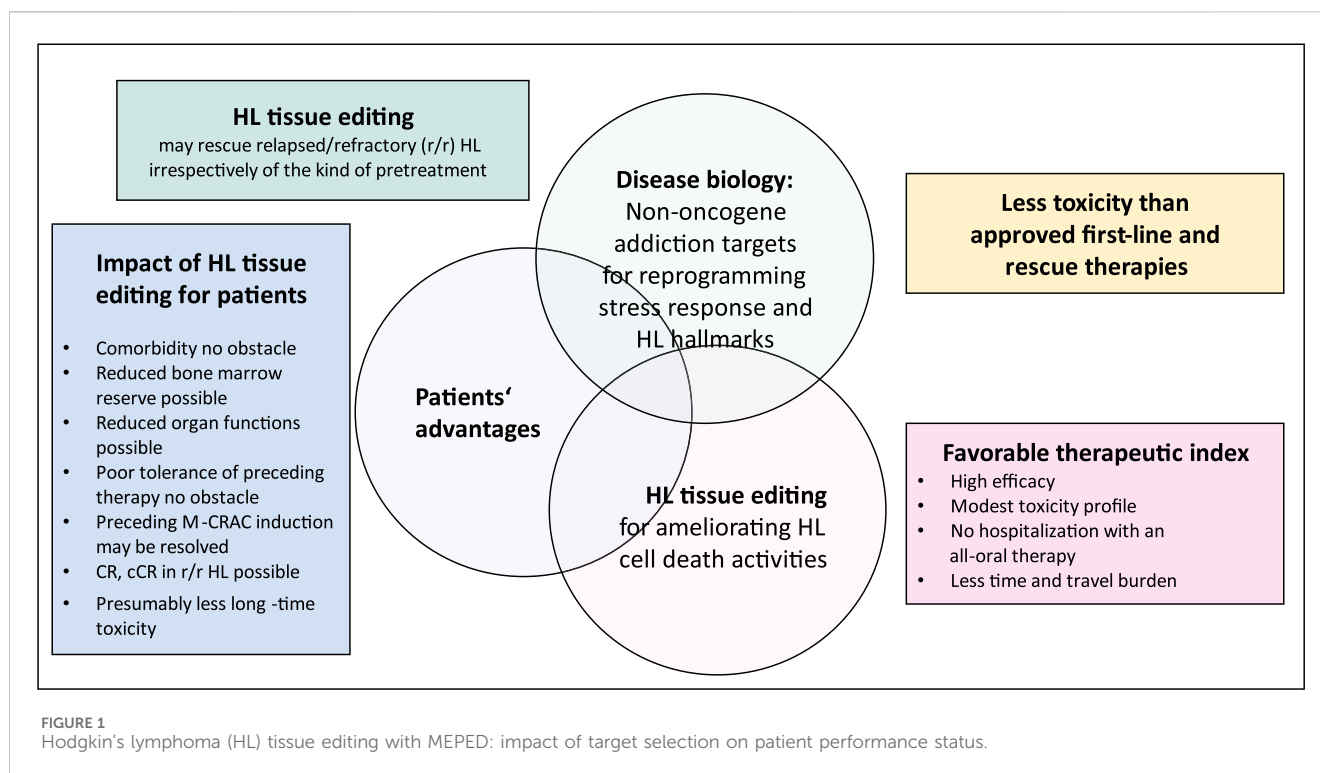 HL tissue editing
may rescue relapsed/refractory (r/r) HL
irrespectively of the kind of pretreatment
Impact of HL tissue
editing for patients
• Comorbidity no obstacle
• Reduced bone marrow
reserve possible
• Reduced organ functions
possible
• Poor tolerance of preceding
therapy no obstacle
• Preceding M-CRAC induction
may be resolved
• CR, cCR in r/r HL possible
• Presumably less long -time
toxicity
Disease biology:
Non-oncogene
addiction targets
for reprogramming
stress response and
HL hallmarks
Patients‘
advantages
HL tissue editing
for ameliorating HL
cell death activities
Less toxicity than
approved first-line and
rescue therapies
Favorable therapeutic index
• High efficacy
• Modest toxicity profile
• No hospitalization with an
all-oral therapy
• Less time and travel burden
FIGURE 1
Hodgkin's lymphoma (HL) tissue editing with MEPED: impact of target selection on patient performance status.